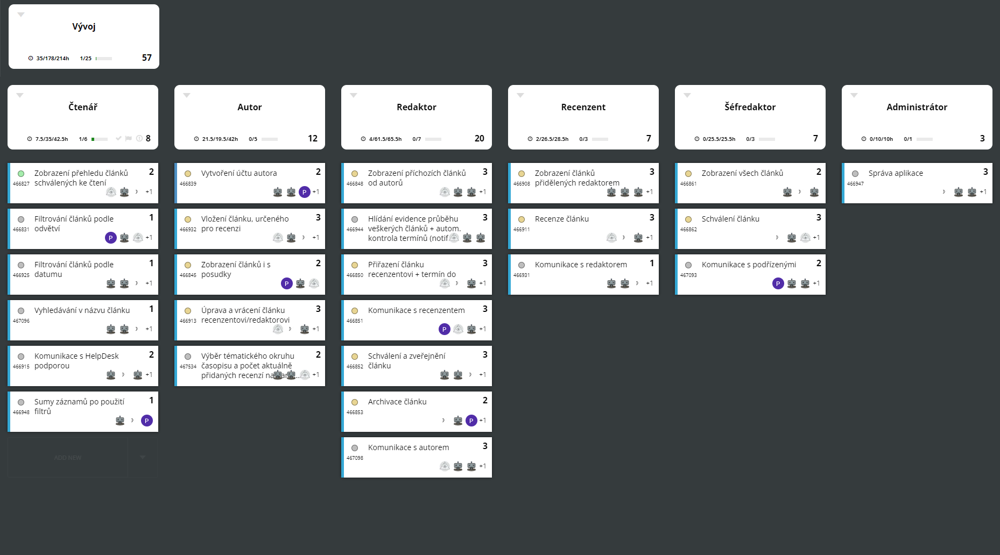 Vývoj
35/178/214h 1/25 57
Čtenář
7.5/35/42.5h 1/6 8
Zobrazení přehledu článků 2
466827 schválených ke čtení
+1
Filtrování článků podle 1
466831 odvětví
P +1
Filtrování článků podle 1
466925 datumu
+1
Vyhledávání v názvu článku 1
467096
+1
Komunikace s HelpDesk 2
466915 podporou
+1
Sumy záznamů po použití 1
466948 filtrů
P
ADD NEW
Autor
21.5/19.5/42h 0/5 12
Vytvoření účtu autora 2
466839
P +1
Vložení článku, určeného 3
466932 pro recenzi
+1
Zobrazení článků i s 2
466845 posudky
P
Úprava a vrácení článku 3
466913 recenzentovi/redaktorovi
+1
Výběr tématického okruhu 2
467534 časopisu a počet aktuálně
přidaných recenzí
+1
Redaktor
4/61.5/65.5h 0/7 20
Zobrazení příchozích článků 3
466848 od autorů
+1
Hlídání evidence průběhu 3
466944 veškerých článků + autom.
kontrola termínů (notif
Přiřazení článku 3
466850 recenzentovi + termín do
+1
Komunikace s recenzentem 3
466851
P +1
Schválení a zveřejnění 3
466852 článku
+1
Archivace článku 2
466853
P +1
Komunikace s autorem 3
467098
+1
Recenzent
2/26.5/28.5h 0/3 7
Zobrazení článků 3
466908 přidělených redaktorem
+1
Recenze článku 3
466911
+1
Komunikace s redaktorem 1
466931
+1
Šéfredaktor
0/25.5/25.5h 0/3 7
Zobrazení všech článků 2
466861
Schválení článku 3
466862
+1
Komunikace s podřízenými 2
467093
P +1
Administrátor
0/10/10h 0/1 3
Správa aplikace 3
466947
+1